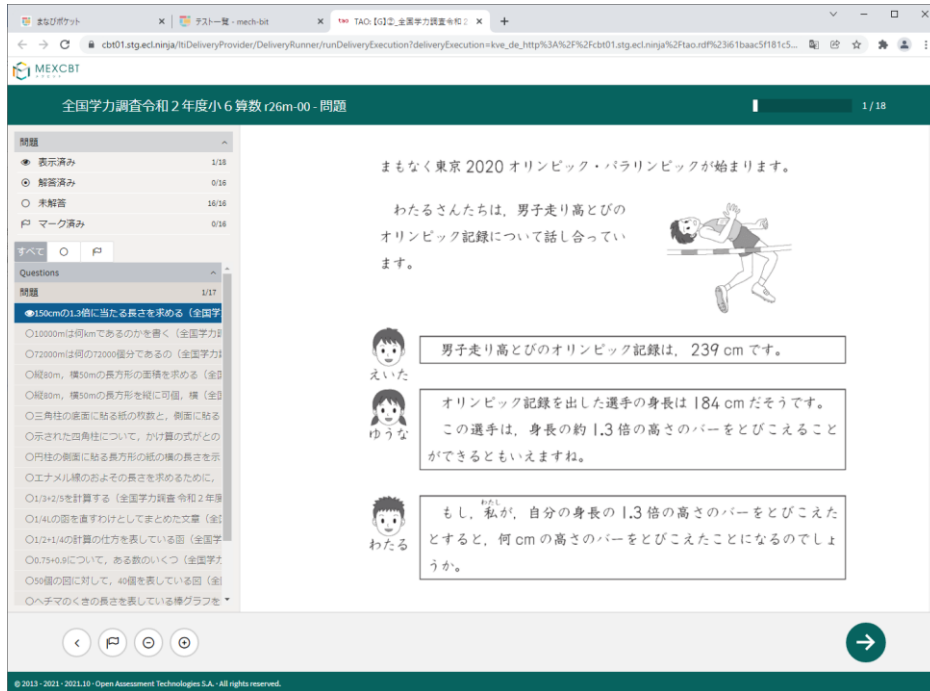 まなびポケット
テスト一覧 - mech-bit
TAO: 【G】②_全国学力調査令和２
cbt01.stg.ecl.ninja/ltiDeliveryProvider/DeliveryRunner/runDeliveryExecution?deliveryExecution=kve_de_http%3A%2F%2Fcbt01.stg.ecl.ninja%2Ftao.rdf%23i61baac5f181c5...
MEXCBT
全国学力調査令和２年度小６算数 r26m-00 - 問題
1 / 18
問題
表示済み 1/18
解答済み 0/16
未解答 16/16
マーク済み 0/16
すべて
Questions
問題 1/17
150cmの1.3倍に当たる長さを求める（全国学
10000mは何kmであるのかを書く（全国学力
72000mは何の72000個分であるの（全国学力
縦80m，横50mの長方形の面積を求める（全
縦80m，横50mの長方形を縦に可個，横（全
三角柱の底面に貼る紙の枚数と，側面に貼る
示された四角柱について，かけ算の式がどの
円柱の側面に貼る長方形の紙の横の長さを示
エナメル線のおよその長さを求めるために，
1/3+2/5を計算する（全国学力調査 令和２年度
1/4Lの図を直すわけとしてまとめた文章（全
1/2+1/4の計算の仕方を表している図（全国学
0.75+0.9について，ある数のいくつ（全国学力
50個の図に対して，40個を表している図（全
ヘチマのくきの長さを表している棒グラフを
まもなく東京 2020 オリンピック・パラリンピックが始まります。
わたるさんたちは，男子走り高とびの
オリンピック記録について話し合ってい
ます。
えいた
男子走り高とびのオリンピック記録は，239 cm です。
ゆうな
オリンピック記録を出した選手の身長は 184 cm だそうです。
この選手は，身長の約 1.3 倍の高さのバーをとびこえること
ができるともいえますね。
わたる
わたし
もし，私が，自分の身長の 1.3 倍の高さのバーをとびこえた
とすると，何 cm の高さのバーをとびこえたことになるのでしょ
うか。
© 2013 - 2021 - 2021.10 - Open Assessment Technologies S.A. - All rights reserved.